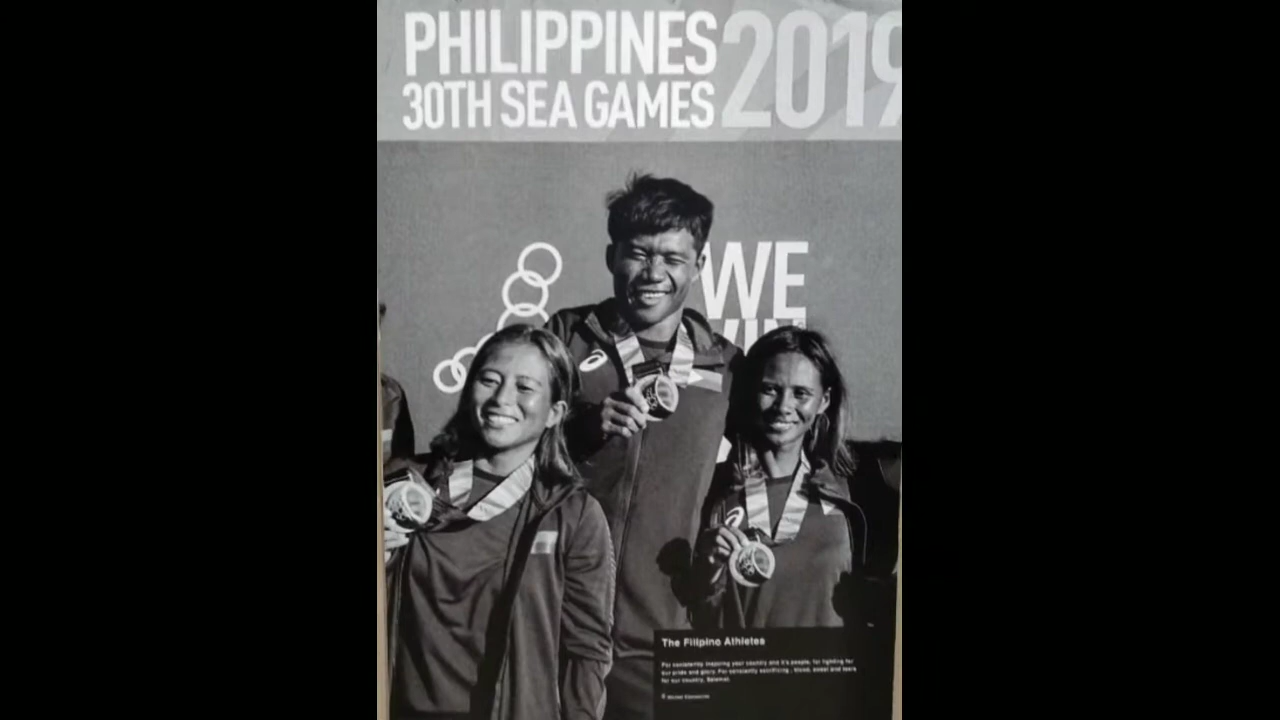 PHILIPPINES 2019
30TH SEA GAMES
WE
WIN
The Filipino Athletes
For constantly inspiring your country and it's people, for fighting for
our pride and glory. For constantly sacrificing , blood, sweat and tears
for our country. Salamat.